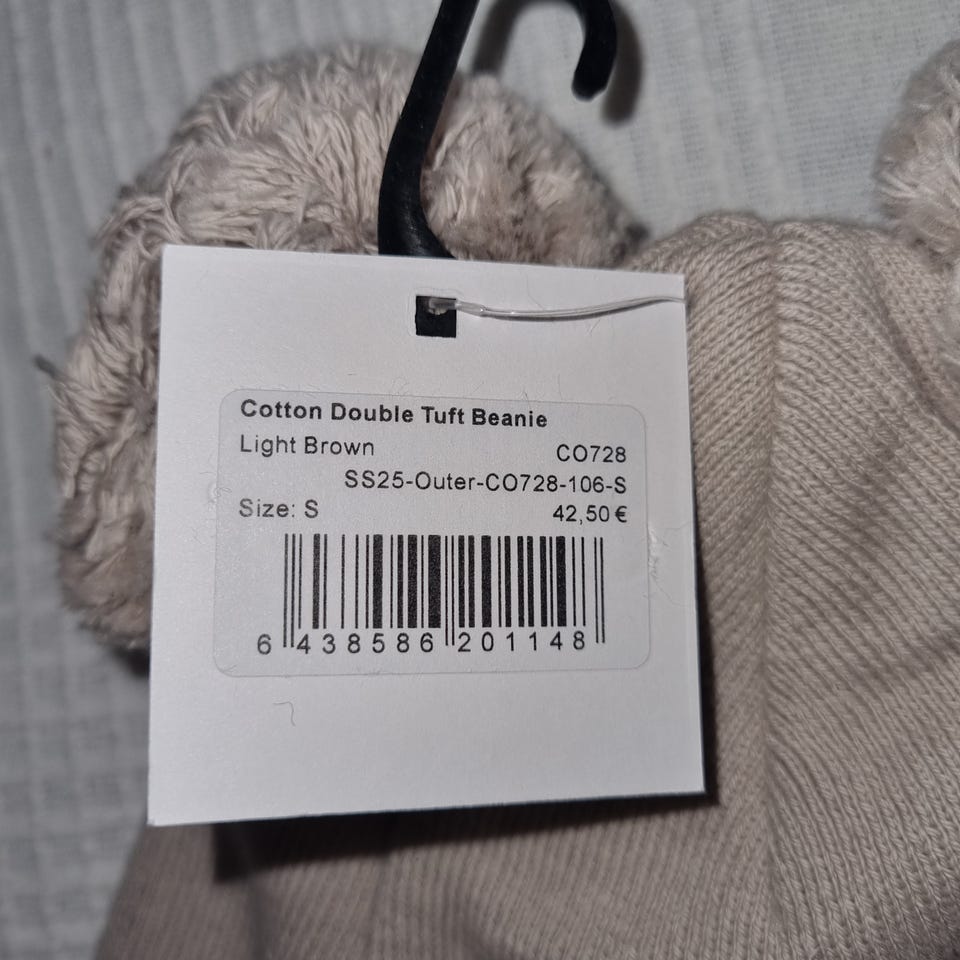 Cotton Double Tuft Beanie
Light Brown CO728
SS25-Outer-CO728-106-S
Size: S 42,50 €
6 438586 201148